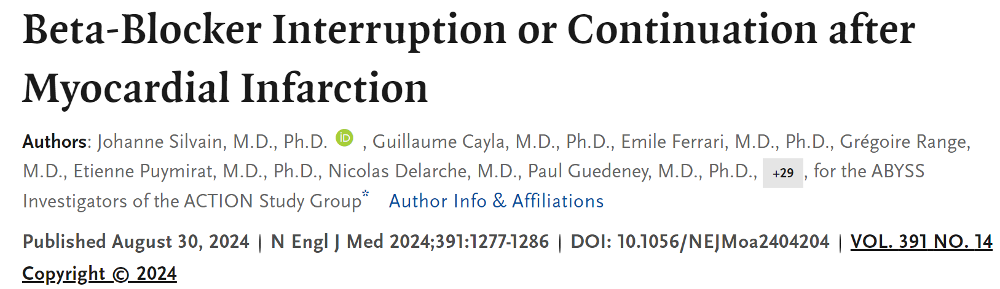 Beta-Blocker Interruption or Continuation after
Myocardial Infarction
Authors: Johanne Silvain, M.D., Ph.D. iD , Guillaume Cayla, M.D., Ph.D., Emile Ferrari, M.D., Ph.D., Grégoire Range,
M.D., Etienne Puymirat, M.D., Ph.D., Nicolas Delarche, M.D., Paul Guedeney, M.D., Ph.D., +29 , for the ABYSS
Investigators of the ACTION Study Group* Author Info & Affiliations
Published August 30, 2024 | N Engl J Med 2024;391:1277-1286 | DOI: 10.1056/NEJMoa2404204 | VOL. 391 NO. 14
Copyright © 2024